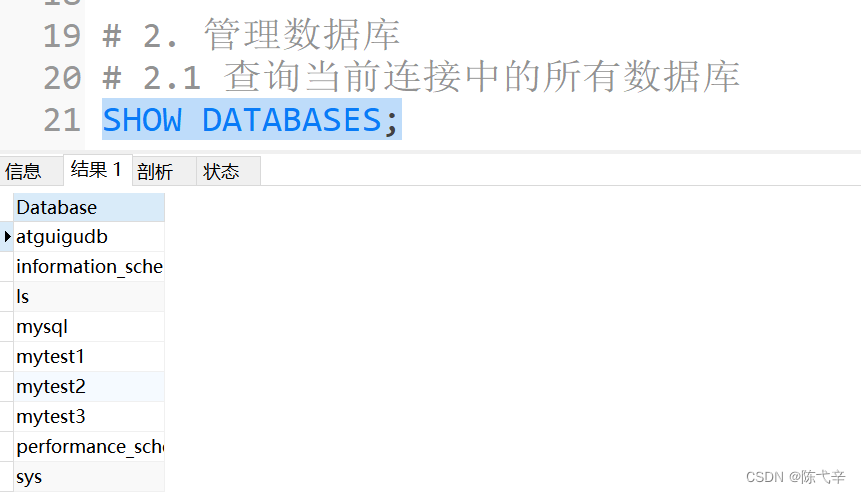 19 # 2. 管理数据库
20 # 2.1 查询当前连接中的所有数据库
21 SHOW DATABASES;
信息 结果 1 剖析 状态
Database
atguigudb
information_sche
ls
mysql
mytest1
mytest2
mytest3
performance_sch
sys
CSDN @陈弋辛